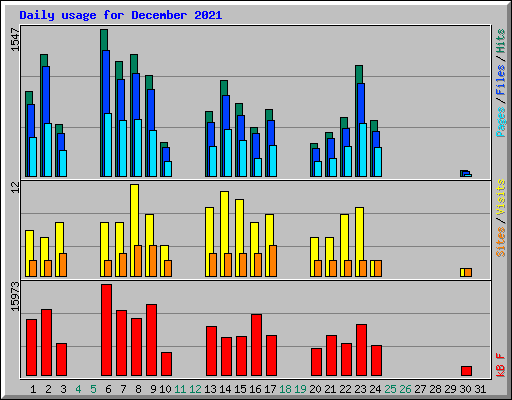 Daily usage for December 2021
1547
Pages/Files/Hits
12
Sites/Visits
15973
kB F
1 2 3 4 5 6 7 8 9 10 11 12 13 14 15 16 17 18 19 20 21 22 23 24 25 26 27 28 29 30 31